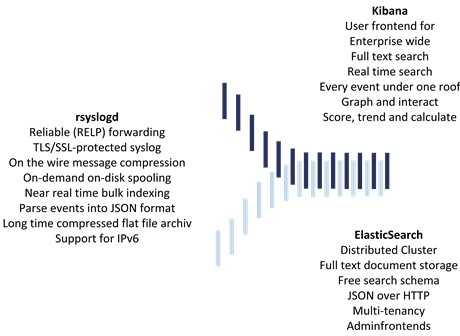 Kibana
User frontend for
Enterprise wide
Full text search
Real time search
Every event under one roof
Graph and interact
Score, trend and calculate
rsyslogd
Reliable (RELP) forwarding
TLS/SSL-protected syslog
On the wire message compression
On-demand on-disk spooling
Near real time bulk indexing
Parse events into JSON format
Long time compressed flat file archiv
Support for IPv6
ElasticSearch
Distributed Cluster
Full text document storage
Free search schema
JSON over HTTP
Multi-tenancy
Adminfrontends